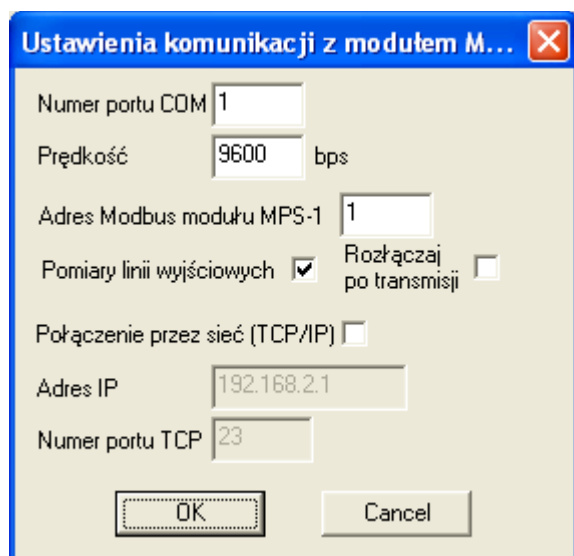 Ustawienia komunikacji z modułem M...
Numer portu COM 1
Prędkość 9600 bps
Adres Modbus modułu MPS-1 1
Pomiary linii wyjściowych Rozłączaj
po transmisji
Połączenie przez sieć (TCP/IP)
Adres IP 192.168.2.1
Numer portu TCP 23
OK Cancel